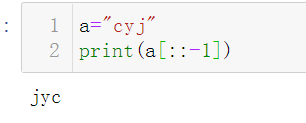 :
1 a="cyj"
2 print(a[::-1])
jyc